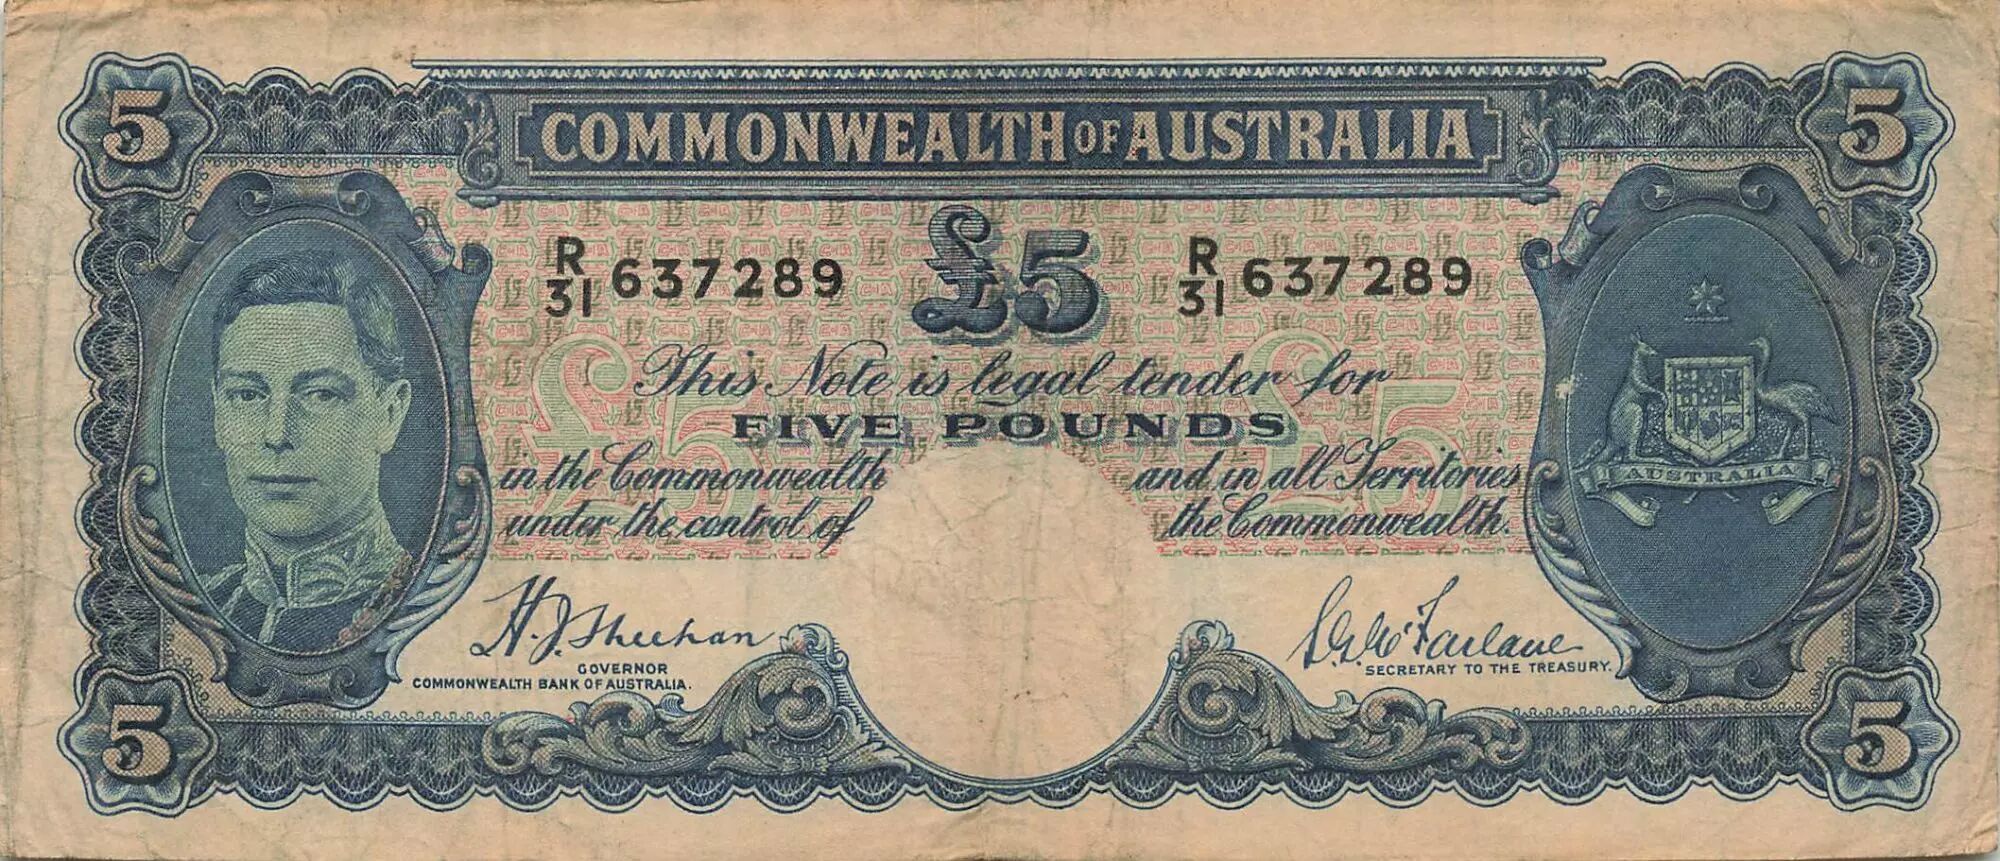 5 5
COMMONWEALTH OF AUSTRALIA
R/31 637289 £5 R/31 637289
This Note is legal tender for
FIVE POUNDS
£5 £5
in the Commonwealth and in all Territories
under the control of the Commonwealth.
AUSTRALIA
H.J. Sheehan
GOVERNOR
COMMONWEALTH BANK OF AUSTRALIA.
S.G. McFarlane
SECRETARY TO THE TREASURY.
5 5